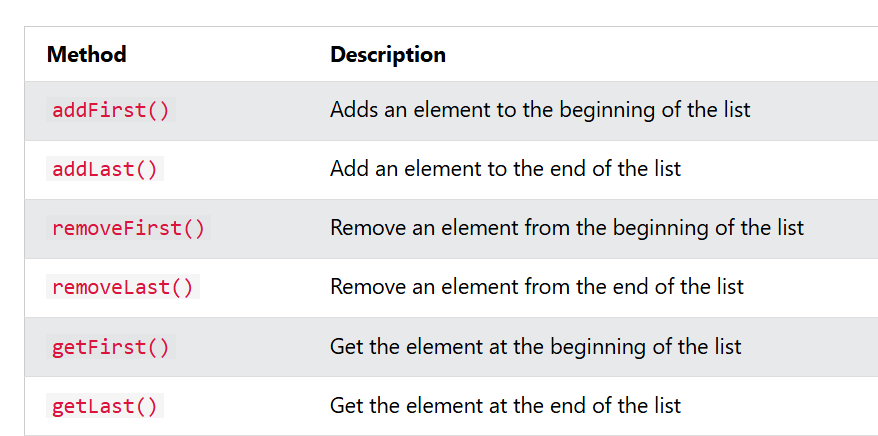 Method Description
addFirst() Adds an element to the beginning of the list
addLast() Add an element to the end of the list
removeFirst() Remove an element from the beginning of the list
removeLast() Remove an element from the end of the list
getFirst() Get the element at the beginning of the list
getLast() Get the element at the end of the list